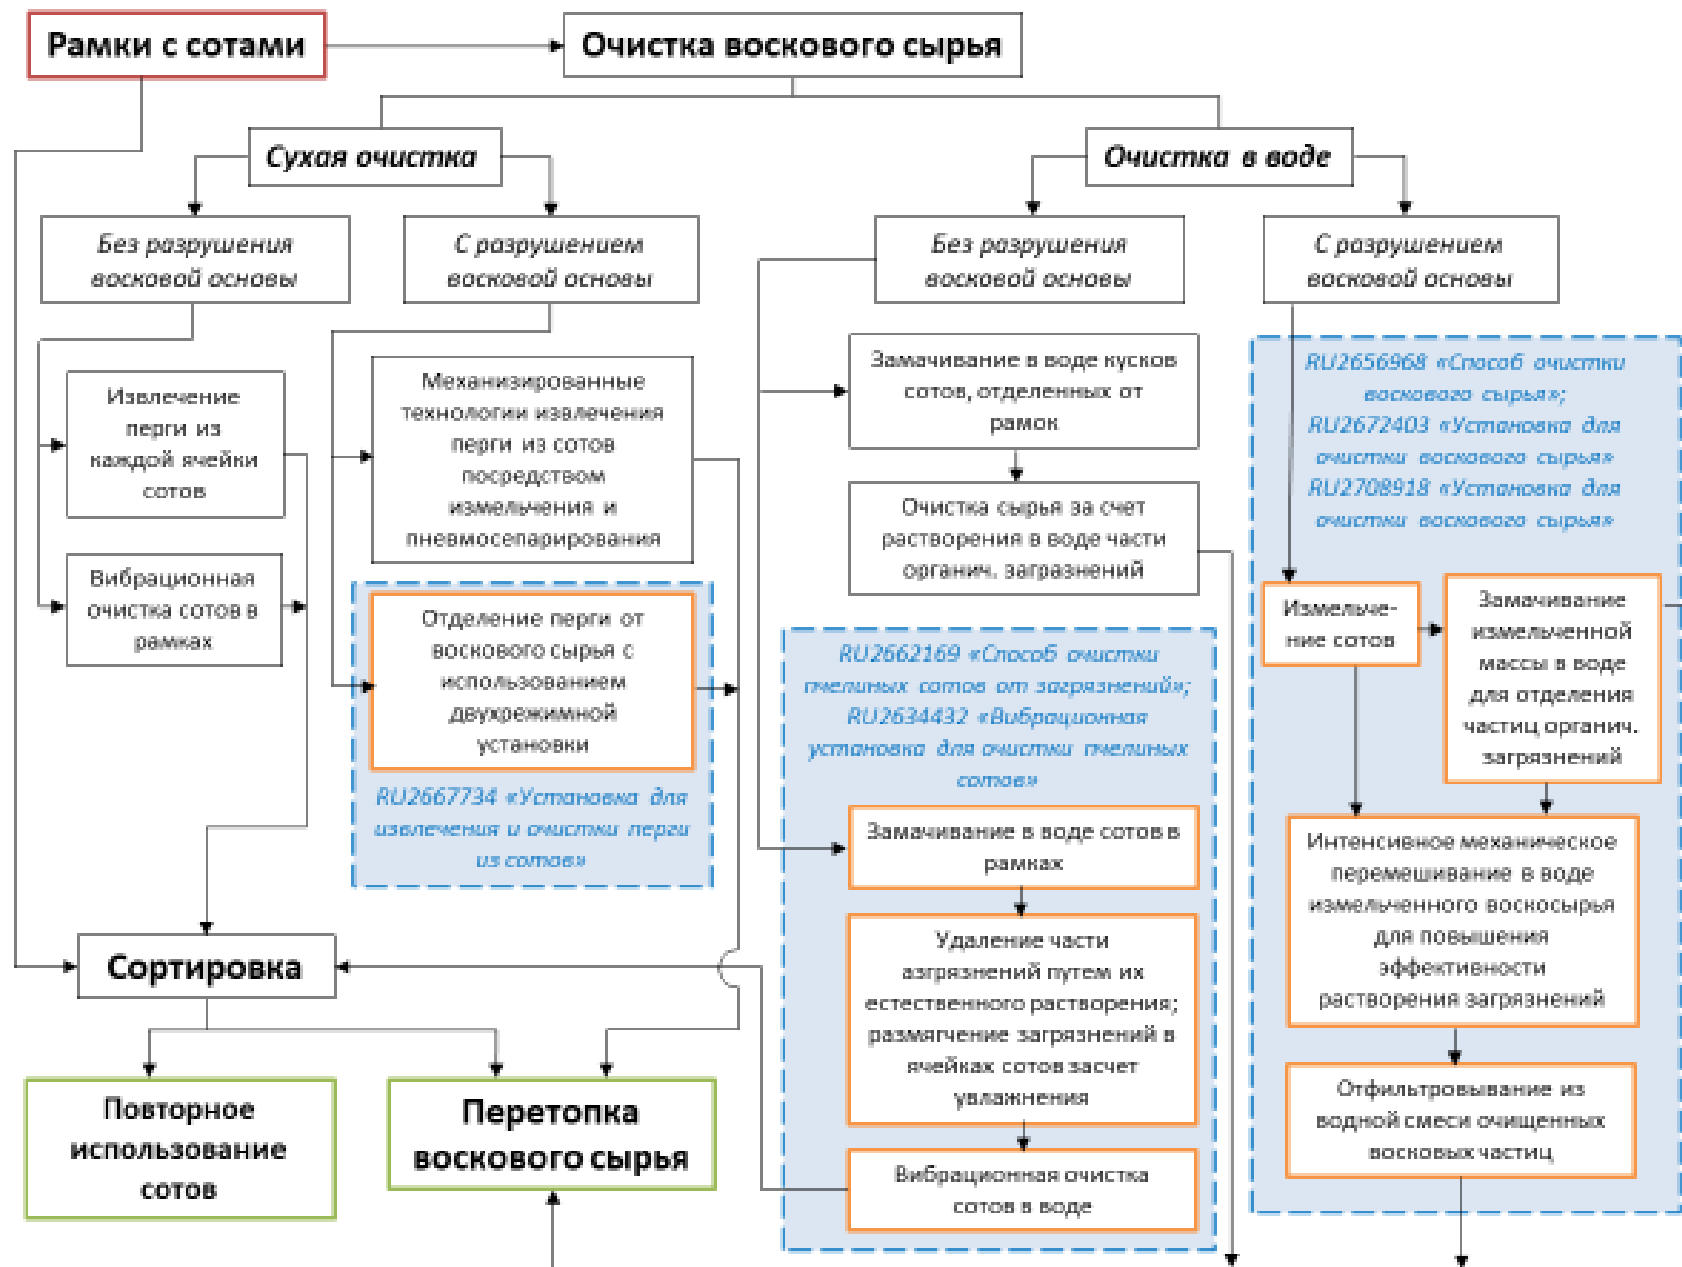 Рамки с сотами
Очистка воскового сырья
Сухая очистка
Очистка в воде
Без разрушения
восковой основы
С разрушением
восковой основы
Без разрушения
восковой основы
С разрушением
восковой основы
Извлечение
перги из
каждой ячейки
сотов
Вибрационная
очистка сотов в
рамках
Механизированные
технологии извлечения
перги из сотов
посредством
измельчения и
пневмосепарирования
Отделение перги от
воскового сырья с
использованием
двухрежимной
установки
RU2667734 «Установка для
извлечения и очистки перги
из сотов»
Замачивание в воде кусков
сотов, отделенных от
рамок
Очистка сырья за счет
растворения в воде части
органич. загразнений
RU2662169 «Способ очистки
пчелиных сотов от загрязнений»;
RU2634432 «Вибрационная
установка для очистки пчелиных
сотов»
Замачивание в воде сотов в
рамках
Удаление части
азгрязнений путем их
естественного растворения;
размягчение загрязнений в
ячейках сотов засчет
увлажнения
Вибрационная очистка
сотов в воде
RU2656968 «Способ очистки
воскового сырья»;
RU2672403 «Установка для
очистки воскового сырья»
RU2708918 «Установка для
очистки воскового сырья»
Измельче-
ние сотов
Замачивание
измельченной
массы в воде
для отделения
частиц органич.
загрязнений
Интенсивное механическое
перемешивание в воде
измельченного воскосырья
для повышения
эффективности
растворения загрязнений
Отфильтровывание из
водной смеси очищенных
восковых частиц
Сортировка
Повторное
использование
сотов
Перетопка
воскового сырья